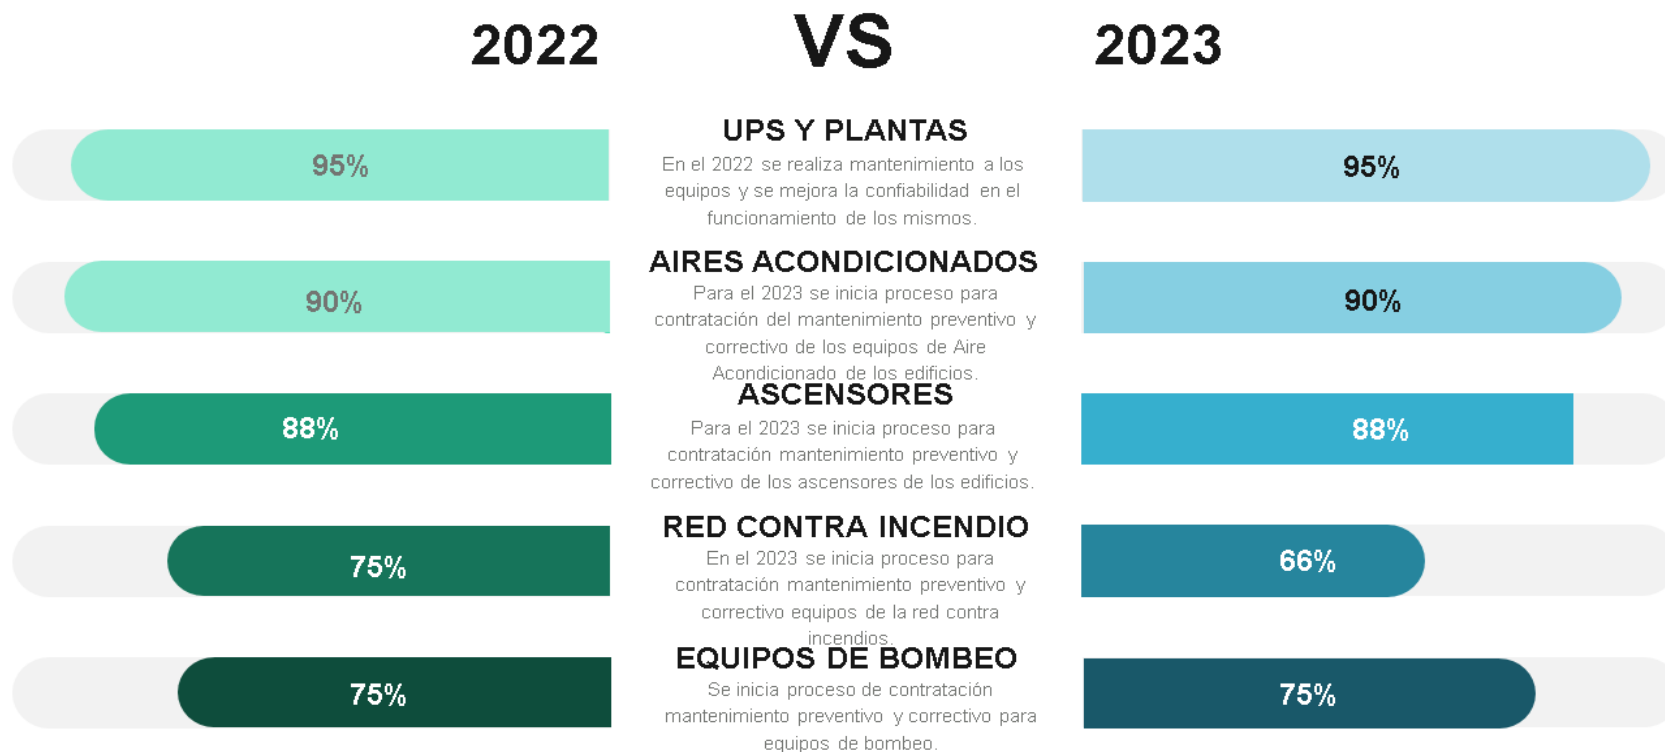 2022 VS 2023
UPS Y PLANTAS
95%
En el 2022 se realiza mantenimiento a los
equipos y se mejora la confiabilidad en el
funcionamiento de los mismos.
95%
AIRES ACONDICIONADOS
90%
Para el 2023 se inicia proceso para
contratación del mantenimiento preventivo y
correctivo de los equipos de Aire
Acondicionado de los edificios.
90%
ASCENSORES
88%
Para el 2023 se inicia proceso para
contratación mantenimiento preventivo y
correctivo de los ascensores de los edificios.
88%
RED CONTRA INCENDIO
75%
En el 2023 se inicia proceso para
contratación mantenimiento preventivo y
correctivo equipos de la red contra
incendios.
66%
EQUIPOS DE BOMBEO
75%
Se inicia proceso de contratación
mantenimiento preventivo y correctivo para
equipos de bombeo.
75%